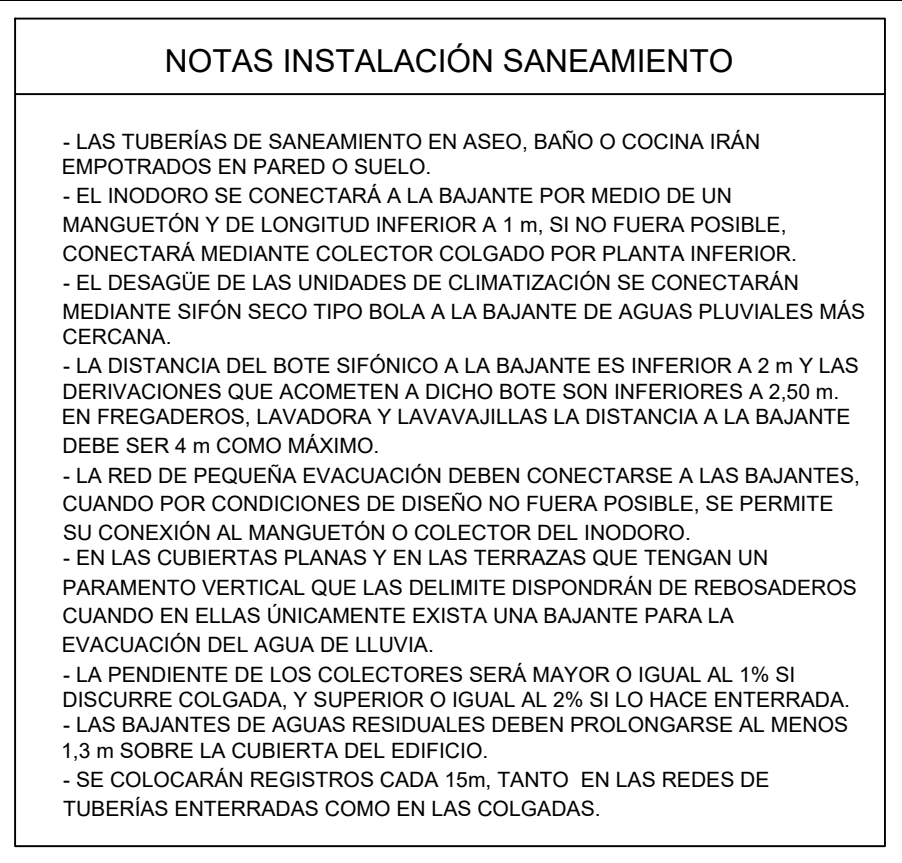 NOTAS INSTALACIÓN SANEAMIENTO
- LAS TUBERÍAS DE SANEAMIENTO EN ASEO, BAÑO O COCINA IRÁN
EMPOTRADOS EN PARED O SUELO.
- EL INODORO SE CONECTARÁ A LA BAJANTE POR MEDIO DE UN
MANGUETÓN Y DE LONGITUD INFERIOR A 1 m, SI NO FUERA POSIBLE,
CONECTARÁ MEDIANTE COLECTOR COLGADO POR PLANTA INFERIOR.
- EL DESAGÜE DE LAS UNIDADES DE CLIMATIZACIÓN SE CONECTARÁN
MEDIANTE SIFÓN SECO TIPO BOLA A LA BAJANTE DE AGUAS PLUVIALES MÁS
CERCANA.
- LA DISTANCIA DEL BOTE SIFÓNICO A LA BAJANTE ES INFERIOR A 2 m Y LAS
DERIVACIONES QUE ACOMETEN A DICHO BOTE SON INFERIORES A 2,50 m.
EN FREGADEROS, LAVADORA Y LAVAVAJILLAS LA DISTANCIA A LA BAJANTE
DEBE SER 4 m COMO MÁXIMO.
- LA RED DE PEQUEÑA EVACUACIÓN DEBEN CONECTARSE A LAS BAJANTES,
CUANDO POR CONDICIONES DE DISEÑO NO FUERA POSIBLE, SE PERMITE
SU CONEXIÓN AL MANGUETÓN O COLECTOR DEL INODORO.
- EN LAS CUBIERTAS PLANAS Y EN LAS TERRAZAS QUE TENGAN UN
PARAMENTO VERTICAL QUE LAS DELIMITE DISPONDRÁN DE REBOSADEROS
CUANDO EN ELLAS ÚNICAMENTE EXISTA UNA BAJANTE PARA LA
EVACUACIÓN DEL AGUA DE LLUVIA.
- LA PENDIENTE DE LOS COLECTORES SERÁ MAYOR O IGUAL AL 1% SI
DISCURRE COLGADA, Y SUPERIOR O IGUAL AL 2% SI LO HACE ENTERRADA.
- LAS BAJANTES DE AGUAS RESIDUALES DEBEN PROLONGARSE AL MENOS
1,3 m SOBRE LA CUBIERTA DEL EDIFICIO.
- SE COLOCARÁN REGISTROS CADA 15m, TANTO EN LAS REDES DE
TUBERÍAS ENTERRADAS COMO EN LAS COLGADAS.